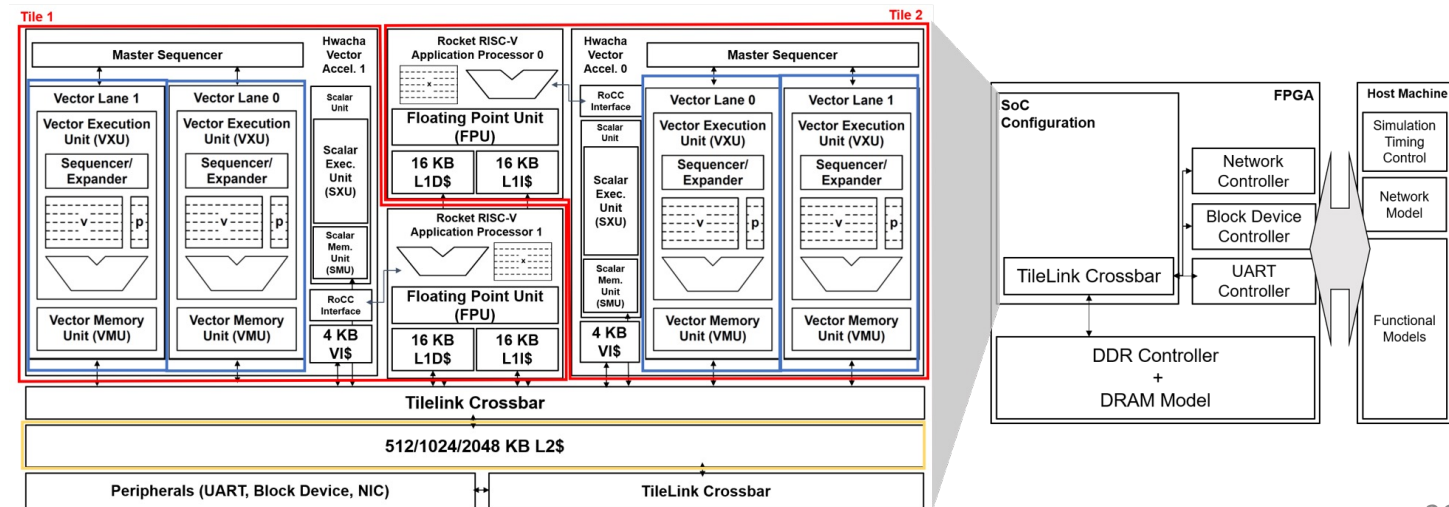 Tile 1
Tile 2
Master Sequencer
Hwacha
Vector
Accel. 1
Vector Lane 1
Vector Execution
Unit (VXU)
Sequencer/
Expander
v
p
Vector Memory
Unit (VMU)
Vector Lane 0
Vector Execution
Unit (VXU)
Sequencer/
Expander
v
p
Vector Memory
Unit (VMU)
Scalar
Unit
Scalar
Exec.
Unit
(SXU)
Scalar
Mem.
Unit
(SMU)
RoCC
Interface
4 KB
VI$
Rocket RISC-V
Application Processor 0
x
Floating Point Unit
(FPU)
16 KB
L1D$
16 KB
L1I$
Rocket RISC-V
Application Processor 1
x
Floating Point Unit
(FPU)
16 KB
L1D$
16 KB
L1I$
Hwacha
Vector
Accel. 0
RoCC
Interface
Scalar
Unit
Scalar
Exec.
Unit
(SXU)
Scalar
Mem.
Unit
(SMU)
4 KB
VI$
Master Sequencer
Vector Lane 0
Vector Execution
Unit (VXU)
Sequencer/
Expander
v
p
Vector Memory
Unit (VMU)
Vector Lane 1
Vector Execution
Unit (VXU)
Sequencer/
Expander
v
p
Vector Memory
Unit (VMU)
Tilelink Crossbar
512/1024/2048 KB L2$
Peripherals (UART, Block Device, NIC)
TileLink Crossbar
FPGA
SoC
Configuration
TileLink Crossbar
Network
Controller
Block Device
Controller
UART
Controller
DDR Controller
+
DRAM Model
Host Machine
Simulation
Timing
Control
Network
Model
Functional
Models